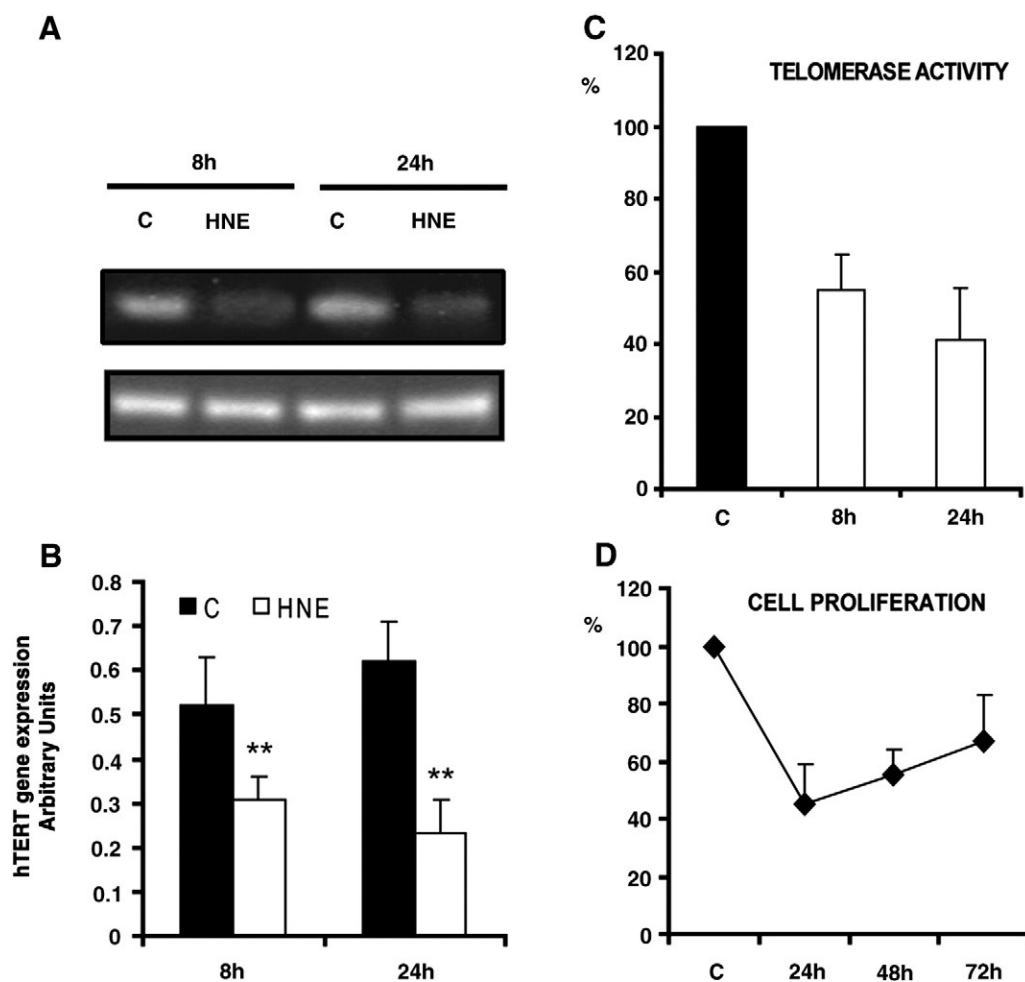 A
8h 24h
C HNE C HNE
B
hTERT gene expression
Arbitrary Units
0.8
0.7
0.6
0.5
0.4
0.3
0.2
0.1
0
C HNE
**
**
8h 24h
C
%
TELOMERASE ACTIVITY
120
100
80
60
40
20
0
C 8h 24h
D
%
CELL PROLIFERATION
120
100
80
60
40
20
0
C 24h 48h 72h